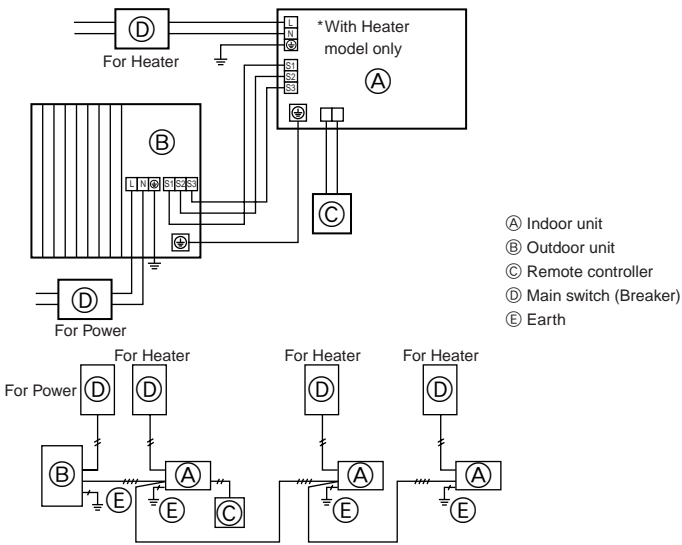 Ⓓ
For Heater
L
N
*With Heater
model only
S1
S2
S3
Ⓐ
Ⓑ
L N S1 S2 S3
Ⓒ
Ⓓ
For Power
Ⓐ Indoor unit
Ⓑ Outdoor unit
Ⓒ Remote controller
Ⓓ Main switch (Breaker)
Ⓔ Earth
For Heater For Heater For Heater
For Power Ⓓ Ⓓ Ⓓ Ⓓ
Ⓑ Ⓐ Ⓐ Ⓐ
Ⓔ Ⓔ Ⓒ Ⓔ Ⓔ